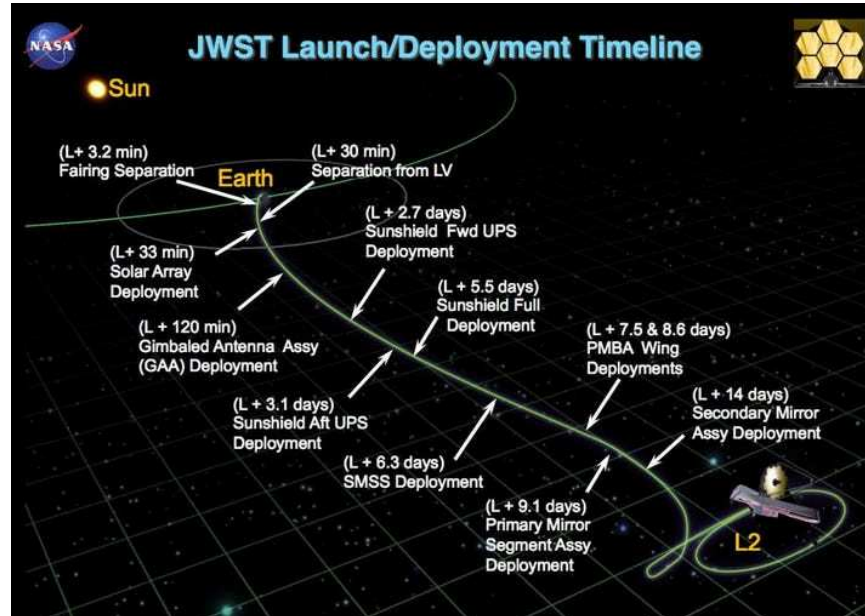 NASA
JWST Launch/Deployment Timeline
Sun
(L+ 3.2 min)
Fairing Separation
Earth
(L+ 30 min)
Separation from LV
(L+ 33 min)
Solar Array
Deployment
(L + 2.7 days)
Sunshield Fwd UPS
Deployment
(L + 120 min)
Gimbaled Antenna Assy
(GAA) Deployment
(L + 5.5 days)
Sunshield Full
Deployment
(L + 3.1 days)
Sunshield Aft UPS
Deployment
(L + 7.5 & 8.6 days)
PMBA Wing
Deployments
(L + 6.3 days)
SMSS Deployment
(L + 14 days)
Secondary Mirror
Assy Deployment
(L + 9.1 days)
Primary Mirror
Segment Assy
Deployment
L2